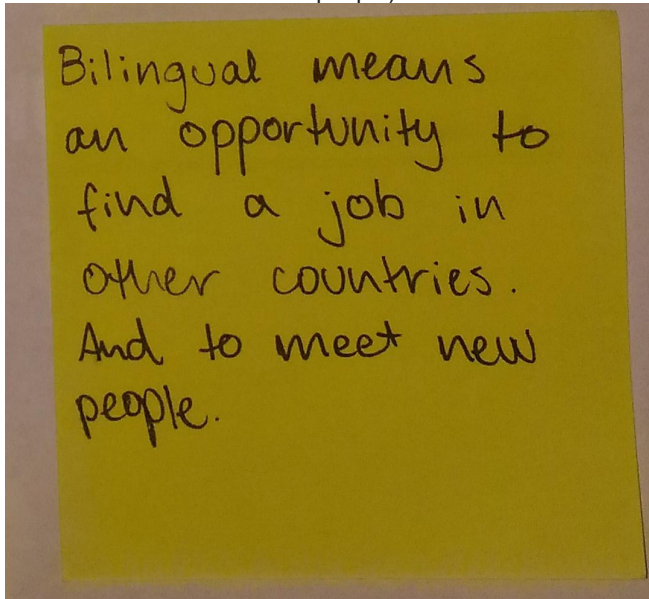 Bilingual means
an opportunity to
find a job in
other countries.
And to meet new
people.